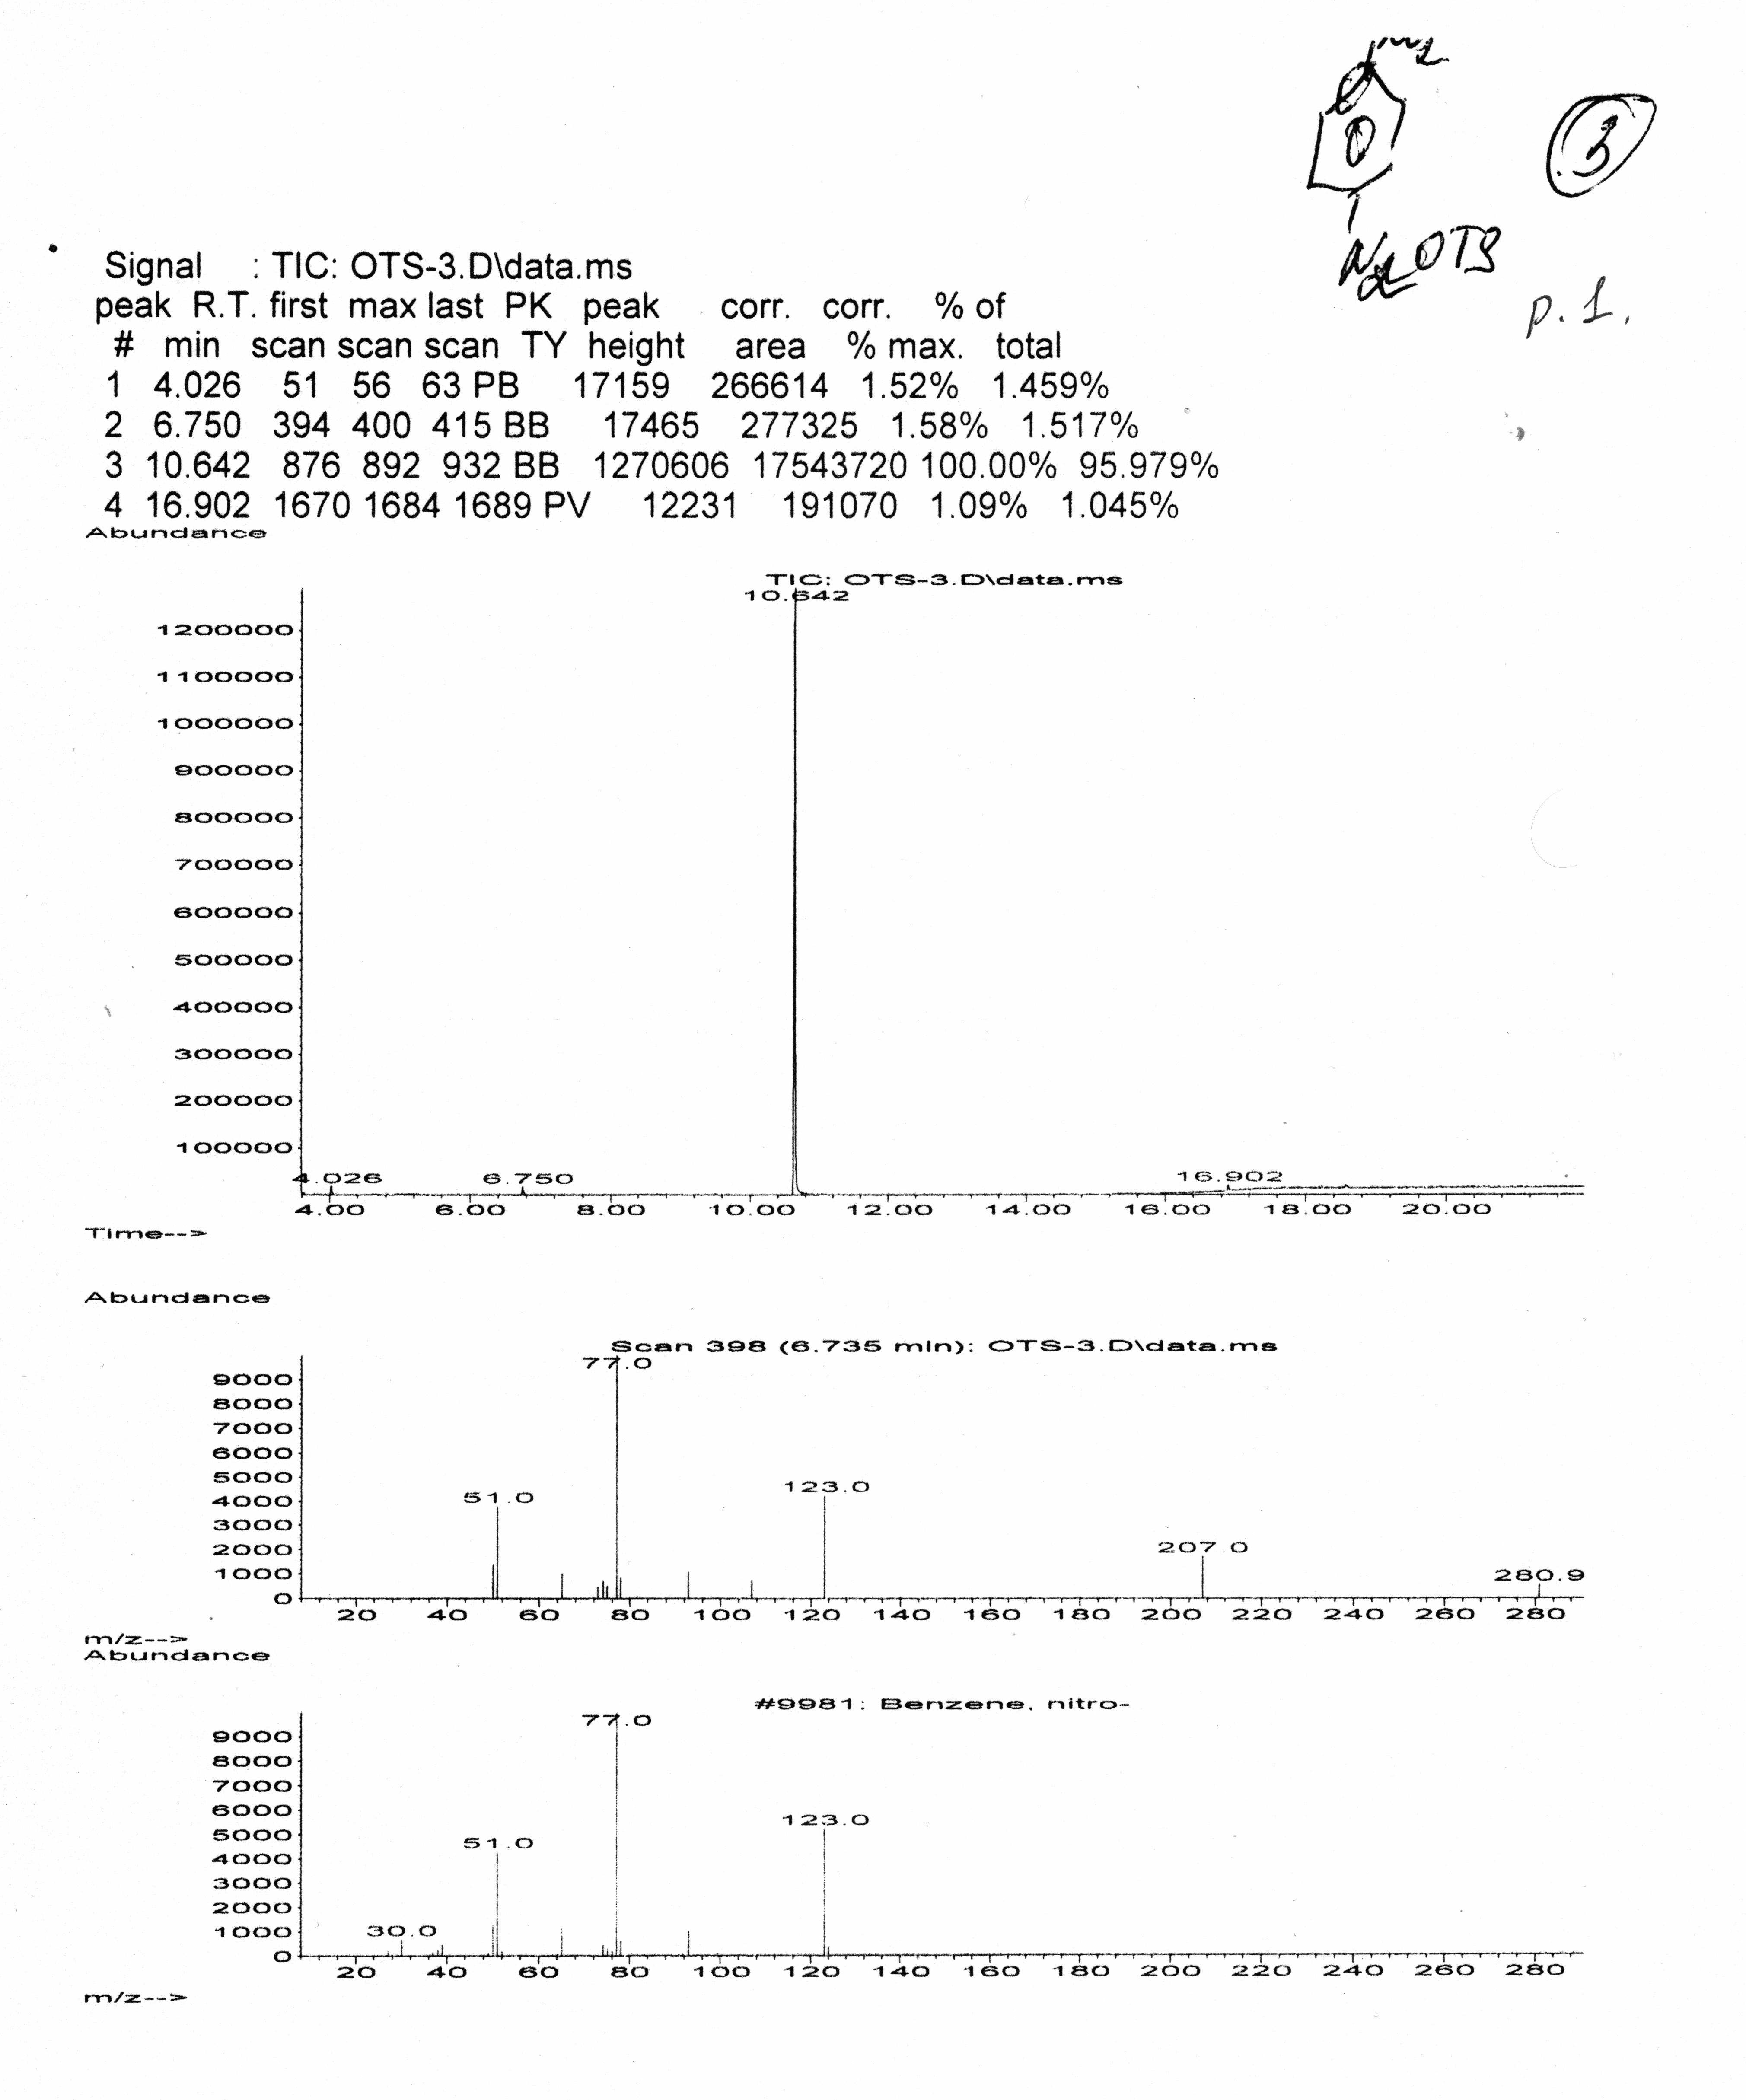 NO2
3
N2OTS
p. 1.
Signal : TIC: OTS-3.D\data.ms
peak R.T. first max last PK peak corr. corr. % of
# min scan scan scan TY height area % max. total
1 4.026 51 56 63 PB 17159 266614 1.52% 1.459%
2 6.750 394 400 415 BB 17465 277325 1.58% 1.517%
3 10.642 876 892 932 BB 1270606 17543720 100.00% 95.979%
4 16.902 1670 1684 1689 PV 12231 191070 1.09% 1.045%
Abundance
TIC: OTS-3.D\data.ms
10.642
1200000
1100000
1000000
900000
800000
700000
600000
500000
400000
300000
200000
100000
4.026 6.750 16.902
4.00 6.00 8.00 10.00 12.00 14.00 16.00 18.00 20.00
Time-->
Abundance
Scan 398 (6.735 min): OTS-3.D\data.ms
77.0
9000
8000
7000
6000
5000
123.0
4000
51.0
3000
2000
207.0
1000
280.9
0
20 40 60 80 100 120 140 160 180 200 220 240 260 280
m/z-->
Abundance
#9981: Benzene, nitro-
77.0
9000
8000
7000
6000
123.0
5000
51.0
4000
3000
2000
1000
30.0
0
20 40 60 80 100 120 140 160 180 200 220 240 260 280
m/z-->